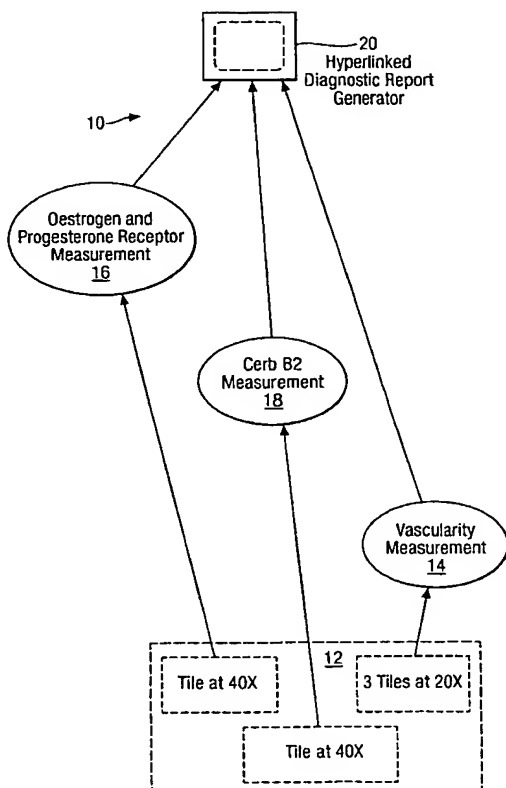 20
Hyperlinked
Diagnostic Report
Generator
10
Oestrogen and
Progesterone Receptor
Measurement
16
Cerb B2
Measurement
18
Vascularity
Measurement
14
12
Tile at 40X
3 Tiles at 20X
Tile at 40X